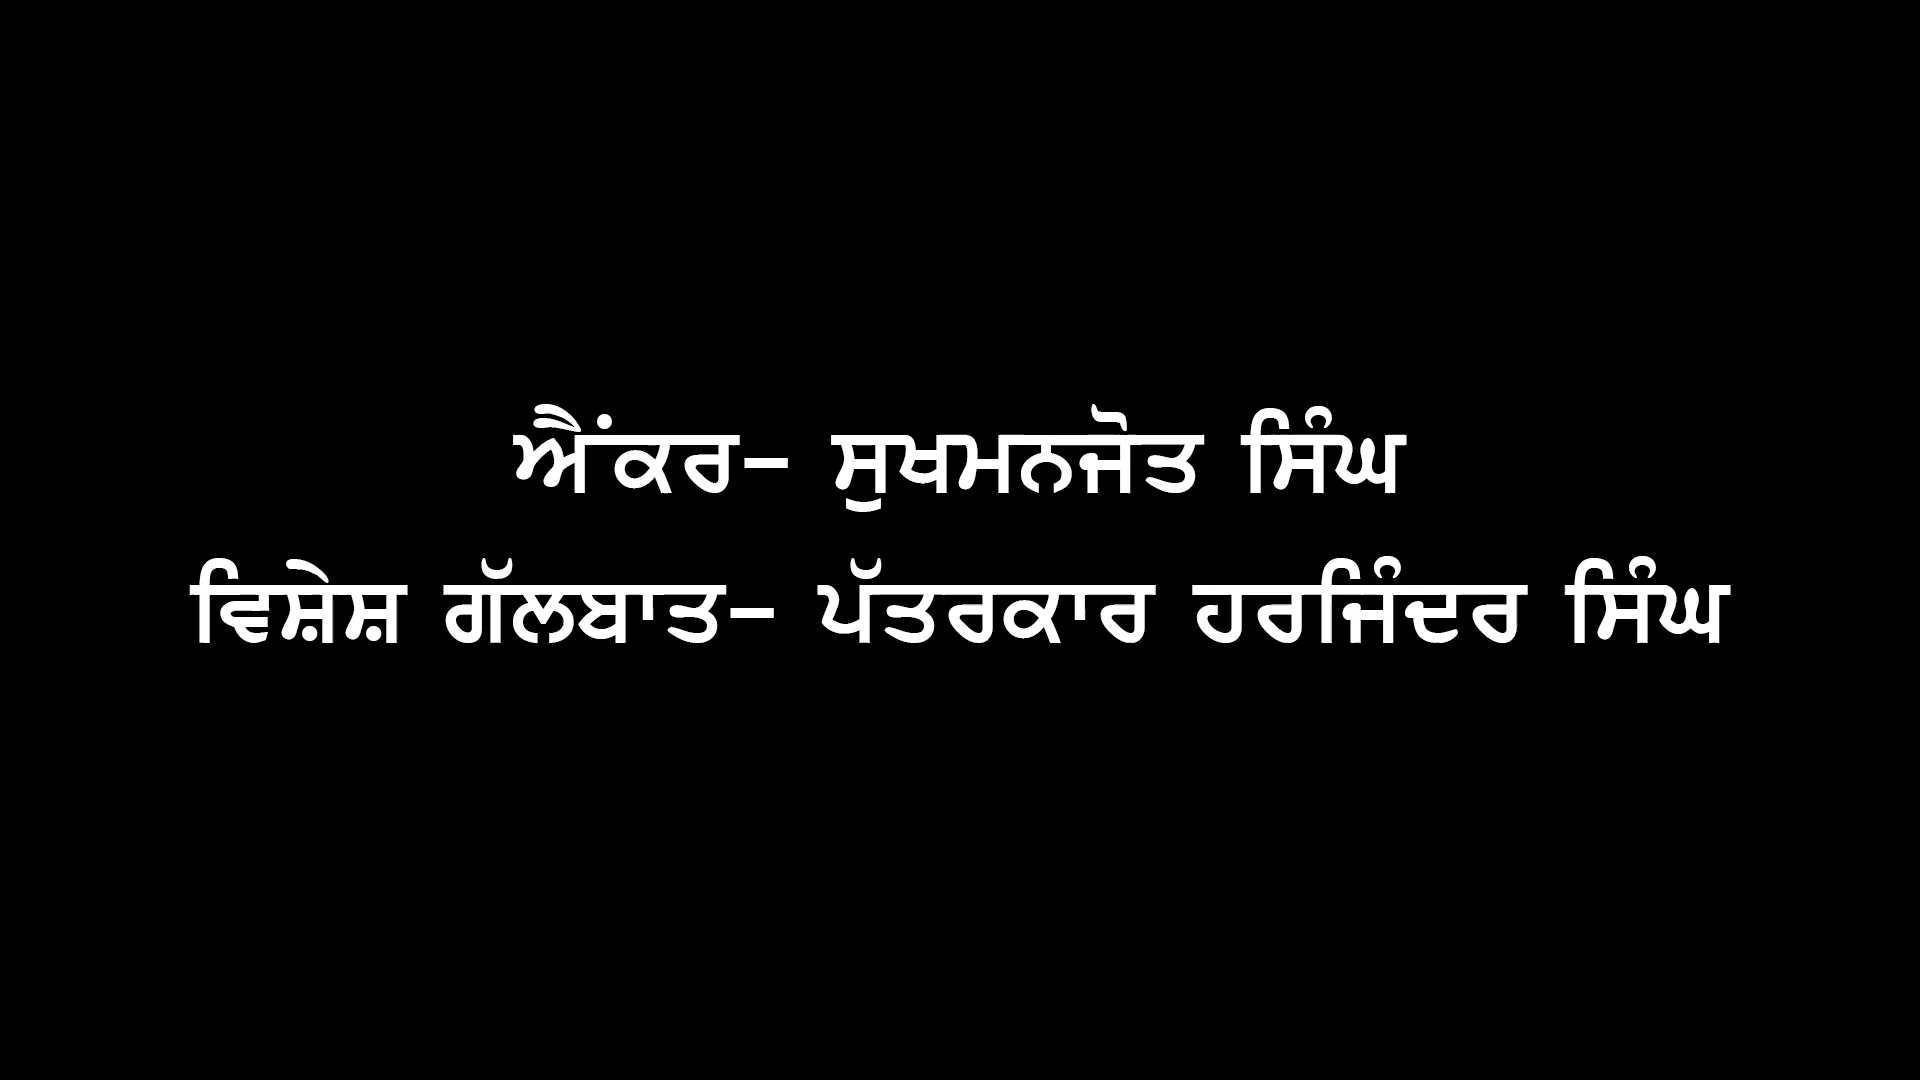 ਐਂਕਰ- ਸੁਖਮਨਜੋਤ ਸਿੰਘ
ਵਿਸ਼ੇਸ਼ ਗੱਲਬਾਤ- ਪੱਤਰਕਾਰ ਹਰਜਿੰਦਰ ਸਿੰਘ